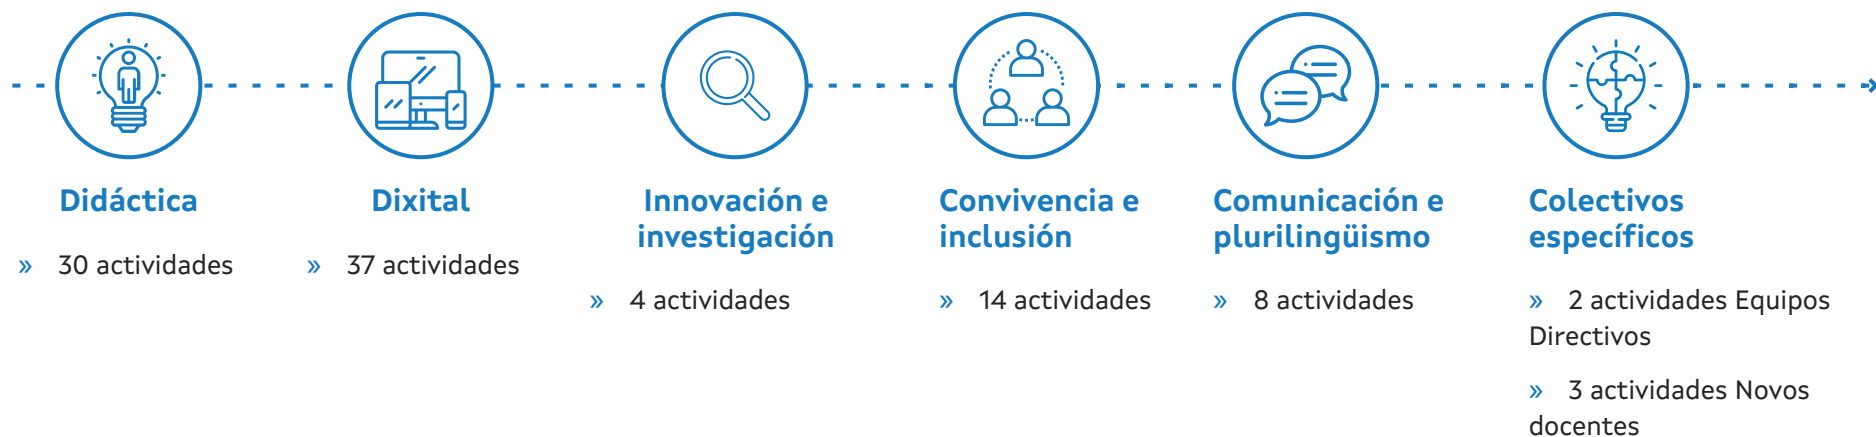 Didáctica
» 30 actividades
Dixital
» 37 actividades
Innovación e
investigación
» 4 actividades
Convivencia e
inclusión
» 14 actividades
Comunicación e
plurilingüismo
» 8 actividades
Colectivos
específicos
» 2 actividades Equipos
Directivos
» 3 actividades Novos
docentes